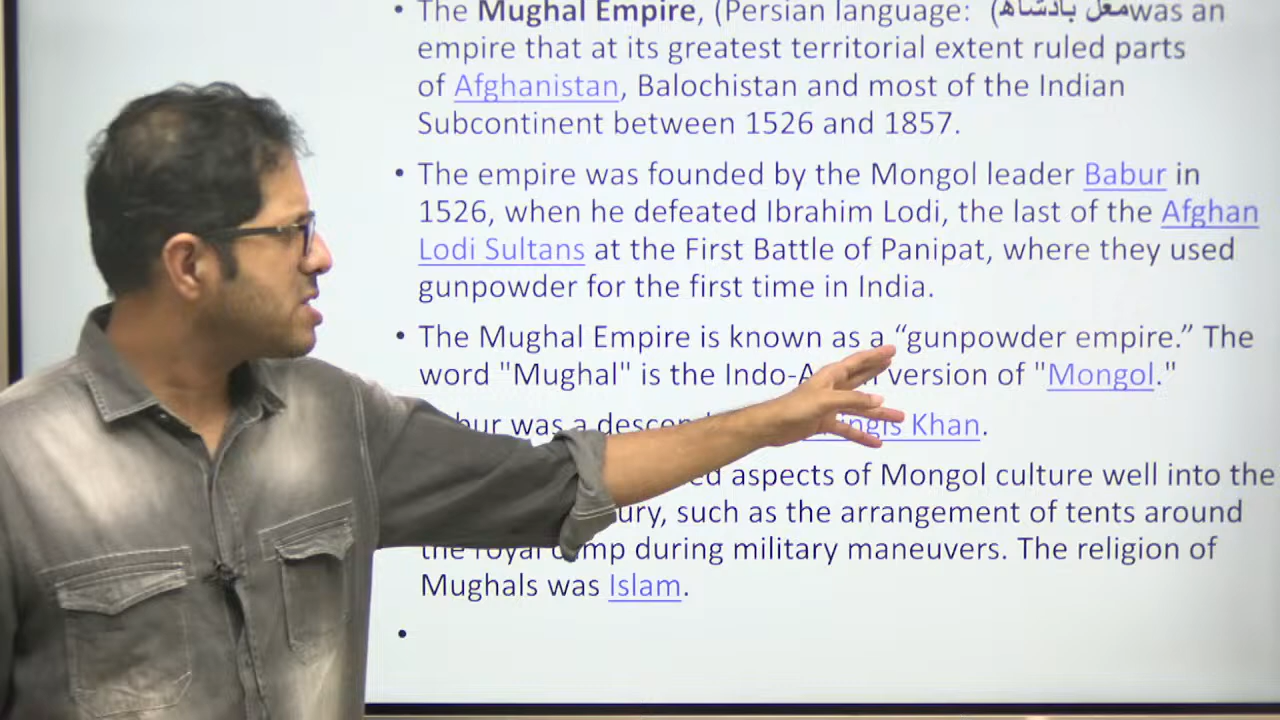 • The Mughal Empire, (Persian language: (مغل بادشاهwas an
empire that at its greatest territorial extent ruled parts
of Afghanistan, Balochistan and most of the Indian
Subcontinent between 1526 and 1857.
• The empire was founded by the Mongol leader Babur in
1526, when he defeated Ibrahim Lodi, the last of the Afghan
Lodi Sultans at the First Battle of Panipat, where they used
gunpowder for the first time in India.
• The Mughal Empire is known as a “gunpowder empire.” The
word "Mughal" is the Indo- version of "Mongol."
was a Khan.
aspects of Mongol culture well into the
such as the arrangement of tents around
the royal camp during military maneuvers. The religion of
Mughals was Islam.
•